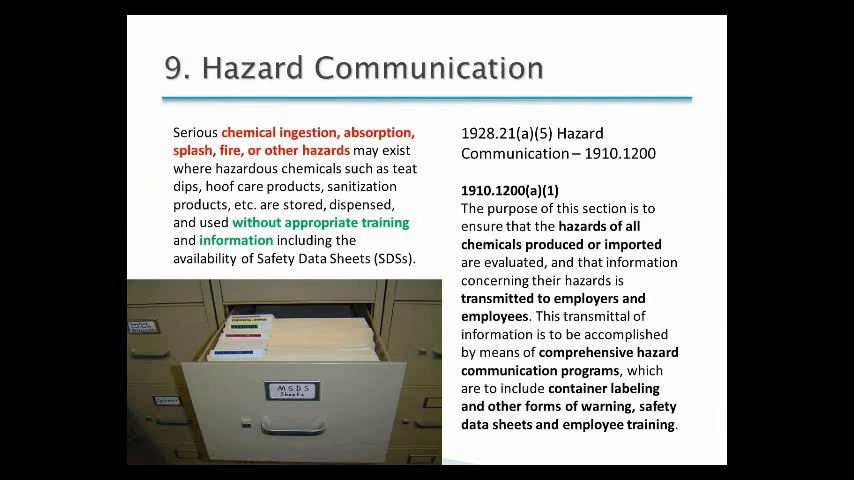 9. Hazard Communication
Serious chemical ingestion, absorption,
splash, fire, or other hazards may exist
where hazardous chemicals such as teat
dips, hoof care products, sanitization
products, etc. are stored, dispensed,
and used without appropriate training
and information including the
availability of Safety Data Sheets (SDSs).
MSDS
Sheets
1928.21(a)(5) Hazard
Communication – 1910.1200
1910.1200(a)(1)
The purpose of this section is to
ensure that the hazards of all
chemicals produced or imported
are evaluated, and that information
concerning their hazards is
transmitted to employers and
employees. This transmittal of
information is to be accomplished
by means of comprehensive hazard
communication programs, which
are to include container labeling
and other forms of warning, safety
data sheets and employee training.